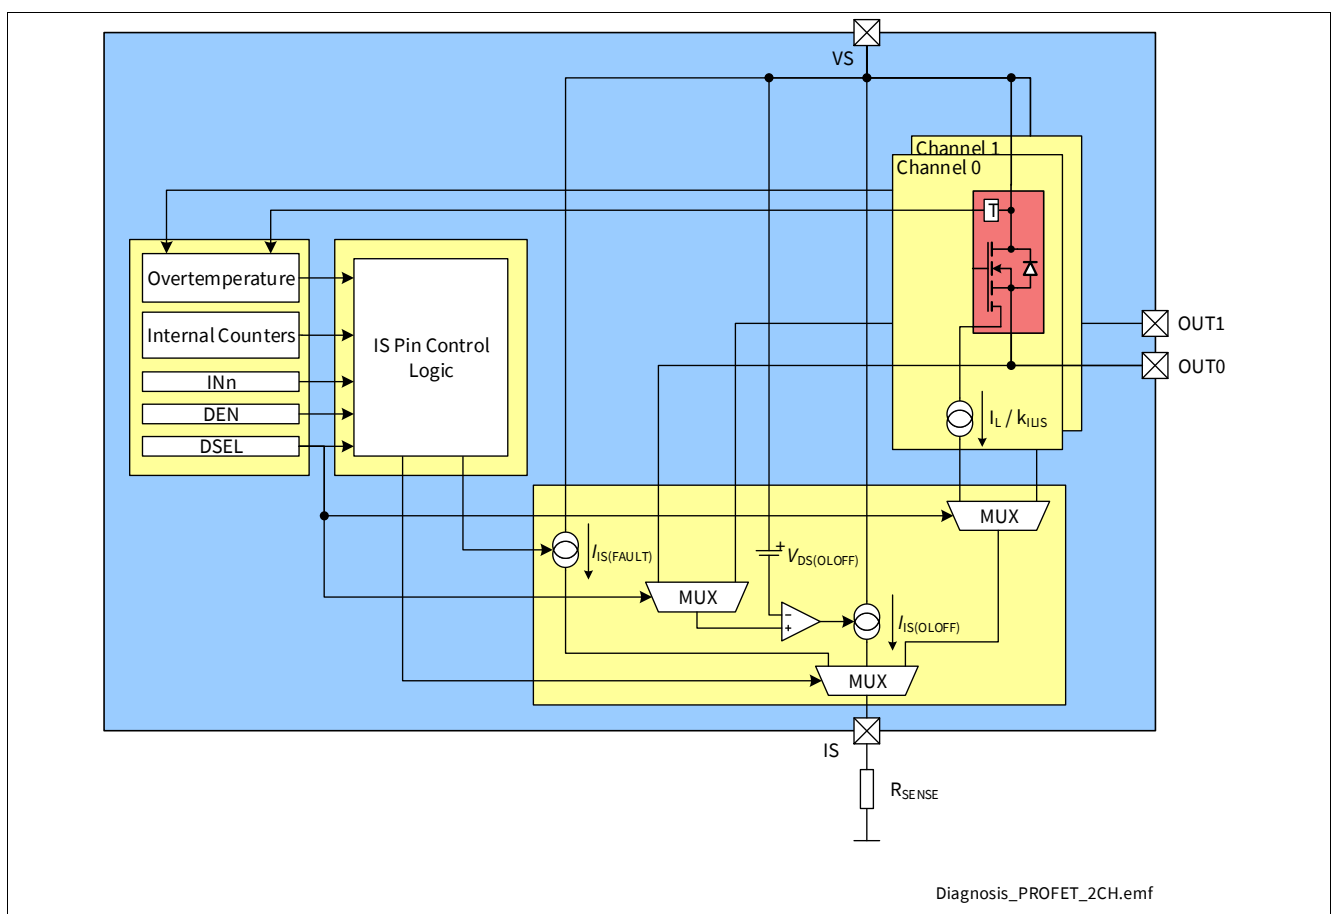 VS
Channel 1
Channel 0
T
Overtemperature
Internal Counters
INn
DEN
DSEL
IS Pin Control
Logic
OUT1
OUT0
IL / kILIS
MUX
IIS(FAULT)
+
VDS(OLOFF)
MUX
−
+
IIS(OLOFF)
MUX
IS
RSENSE
Diagnosis_PROFET_2CH.emf